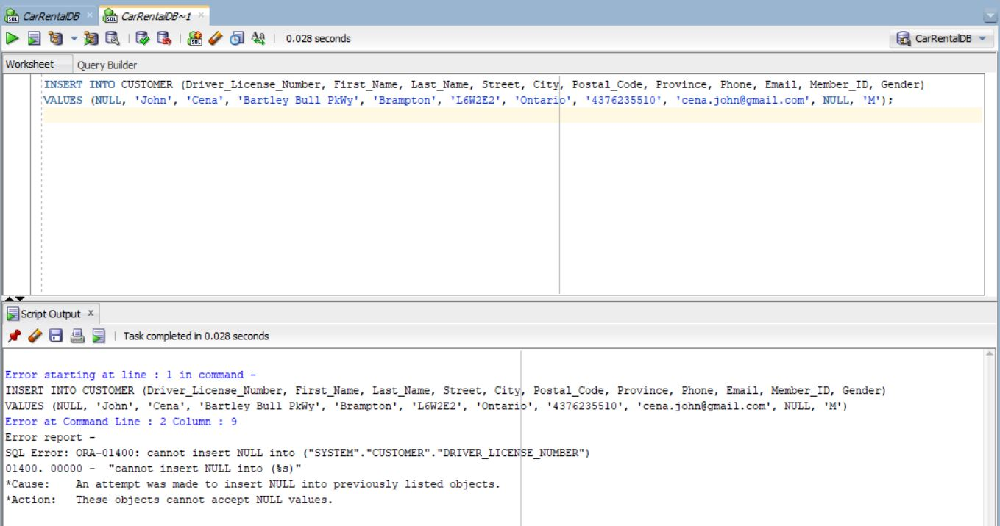 CarRentalDB CarRentalDB~1
0.028 seconds CarRentalDB
Worksheet Query Builder
INSERT INTO CUSTOMER (Driver_License_Number, First_Name, Last_Name, Street, City, Postal_Code, Province, Phone, Email, Member_ID, Gender)
VALUES (NULL, 'John', 'Cena', 'Bartley Bull PkWy', 'Brampton', 'L6W2E2', 'Ontario', '4376235510', 'cena.john@gmail.com', NULL, 'M');
Script Output x
Task completed in 0.028 seconds
Error starting at line : 1 in command -
INSERT INTO CUSTOMER (Driver_License_Number, First_Name, Last_Name, Street, City, Postal_Code, Province, Phone, Email, Member_ID, Gender)
VALUES (NULL, 'John', 'Cena', 'Bartley Bull PkWy', 'Brampton', 'L6W2E2', 'Ontario', '4376235510', 'cena.john@gmail.com', NULL, 'M')
Error at Command Line : 2 Column : 9
Error report -
SQL Error: ORA-01400: cannot insert NULL into ("SYSTEM"."CUSTOMER"."DRIVER_LICENSE_NUMBER")
01400. 00000 -  "cannot insert NULL into (%s)"
*Cause:    An attempt was made to insert NULL into previously listed objects.
*Action:   These objects cannot accept NULL values.